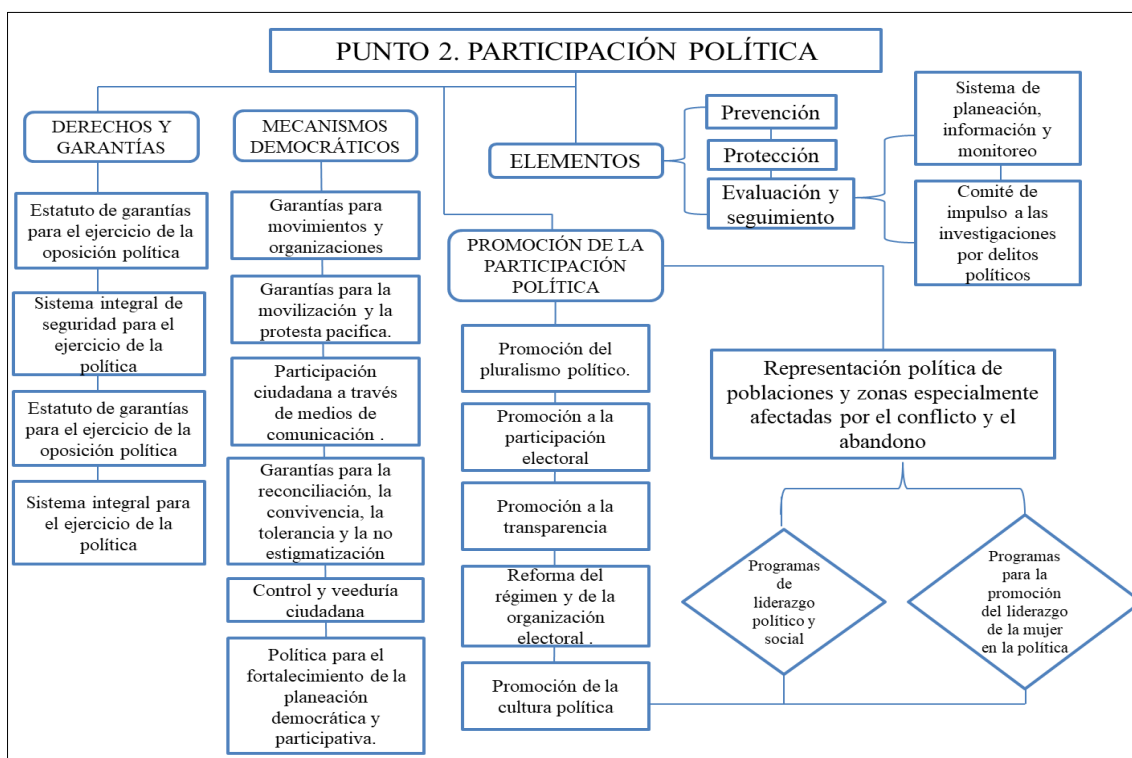 PUNTO 2. PARTICIPACIÓN POLÍTICA
DERECHOS Y
GARANTÍAS
Estatuto de garantías
para el ejercicio de la
oposición política
Sistema integral de
seguridad para el
ejercicio de la
política
Estatuto de garantías
para el ejercicio de la
oposición política
Sistema integral para
el ejercicio de la
política
MECANISMOS
DEMOCRÁTICOS
Garantías para
movimientos y
organizaciones
Garantías para la
movilización y la
protesta pacifica.
Participación
ciudadana a través
de medios de
comunicación .
Garantías para la
reconciliación, la
convivencia, la
tolerancia y la no
estigmatización
Control y veeduría
ciudadana
Política para el
fortalecimiento de la
planeación
democrática y
participativa.
ELEMENTOS
Prevención
Protección
Evaluación y
seguimiento
Sistema de
planeación,
información y
monitoreo
Comité de
impulso a las
investigaciones
por delitos
políticos
PROMOCIÓN DE LA
PARTICIPACIÓN
POLÍTICA
Promoción del
pluralismo político.
Promoción a la
participación
electoral
Promoción a la
transparencia
Reforma del
régimen y de la
organización
electoral .
Promoción de la
cultura política
Representación política de
poblaciones y zonas especialmente
afectadas por el conflicto y el
abandono
Programas
de
liderazgo
político y
social
Programas
para la
promoción
del liderazgo
de la mujer
en la política